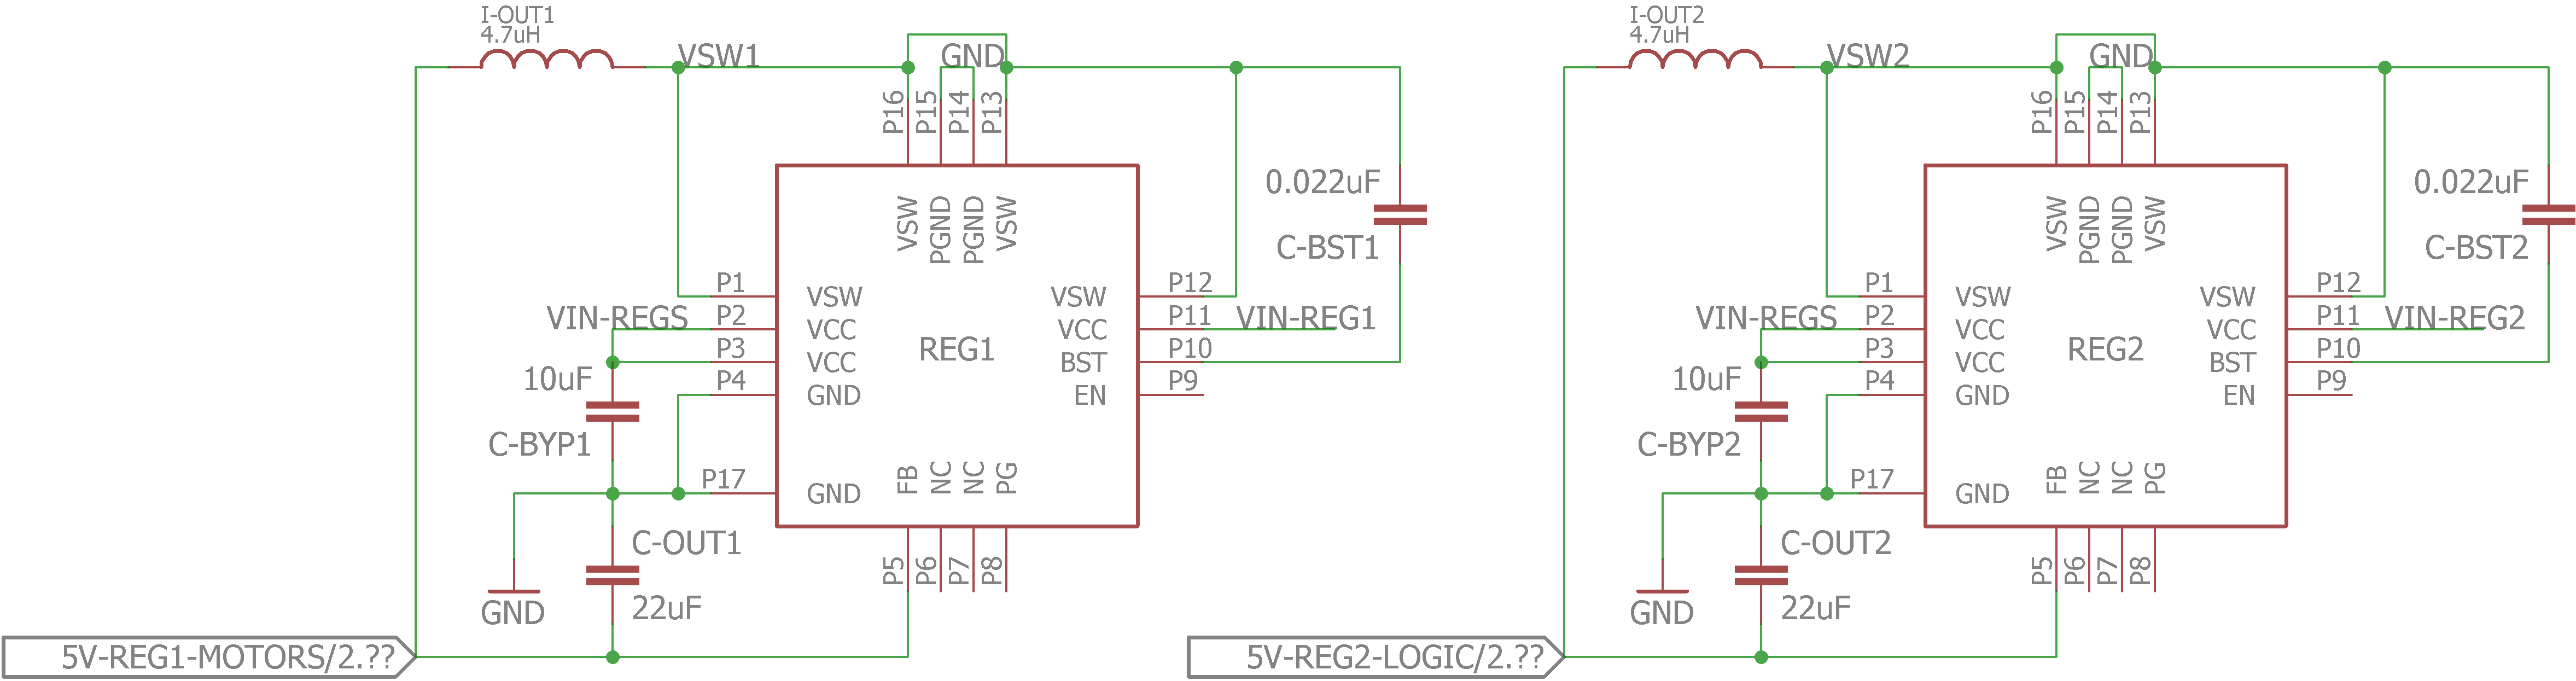 I-OUT1
4.7uH
VSW1
GND
P16
P15
P14
P13
0.022uF
C-BST1
VSW
PGND
PGND
VSW
P1
VSW
VIN-REGS
P2
VCC
P3
VCC
10uF
P4
GND
C-BYP1
P17
GND
REG1
VSW
P12
VCC
P11
VIN-REG1
BST
P10
EN
P9
FB
NC
NC
PG
P5
P6
P7
P8
C-OUT1
22uF
GND
5V-REG1-MOTORS/2.??
I-OUT2
4.7uH
VSW2
GND
P16
P15
P14
P13
0.022uF
C-BST2
VSW
PGND
PGND
VSW
P1
VSW
VIN-REGS
P2
VCC
P3
VCC
10uF
P4
GND
C-BYP2
P17
GND
REG2
VSW
P12
VCC
P11
VIN-REG2
BST
P10
EN
P9
FB
NC
NC
PG
P5
P6
P7
P8
C-OUT2
22uF
GND
5V-REG2-LOGIC/2.??